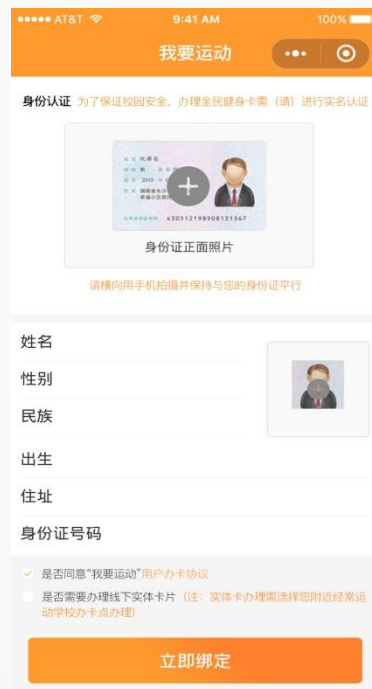 AT&T 9:41 AM 100%
我要运动
身份认证 为了保证校园安全，办理全民健身卡需（请）进行实名认证
430512198908131367
身份证正面照片
请横向用手机拍摄并保持与您的身份证平行
姓名
性别
民族
出生
住址
身份证号码
是否同意“我要运动”用户办卡协议
是否需要办理线下实体卡片（注：实体卡办理需选择您附近经常运
动学校办卡点办理）
立即绑定